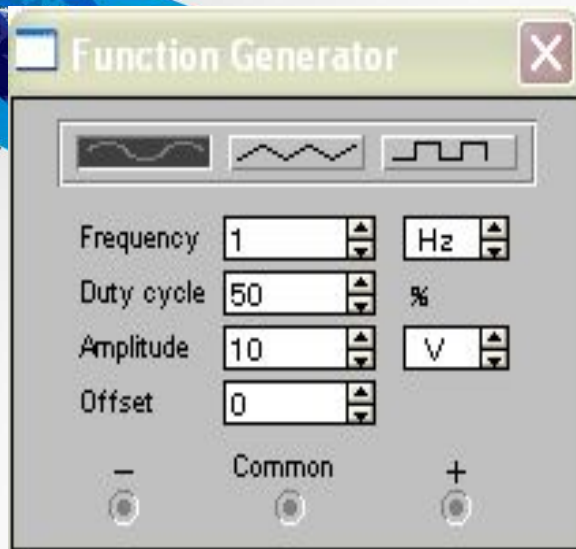 Function Generator
Frequency 1 Hz
Duty cycle 50 %
Amplitude 10 V
Offset 0
− Common +